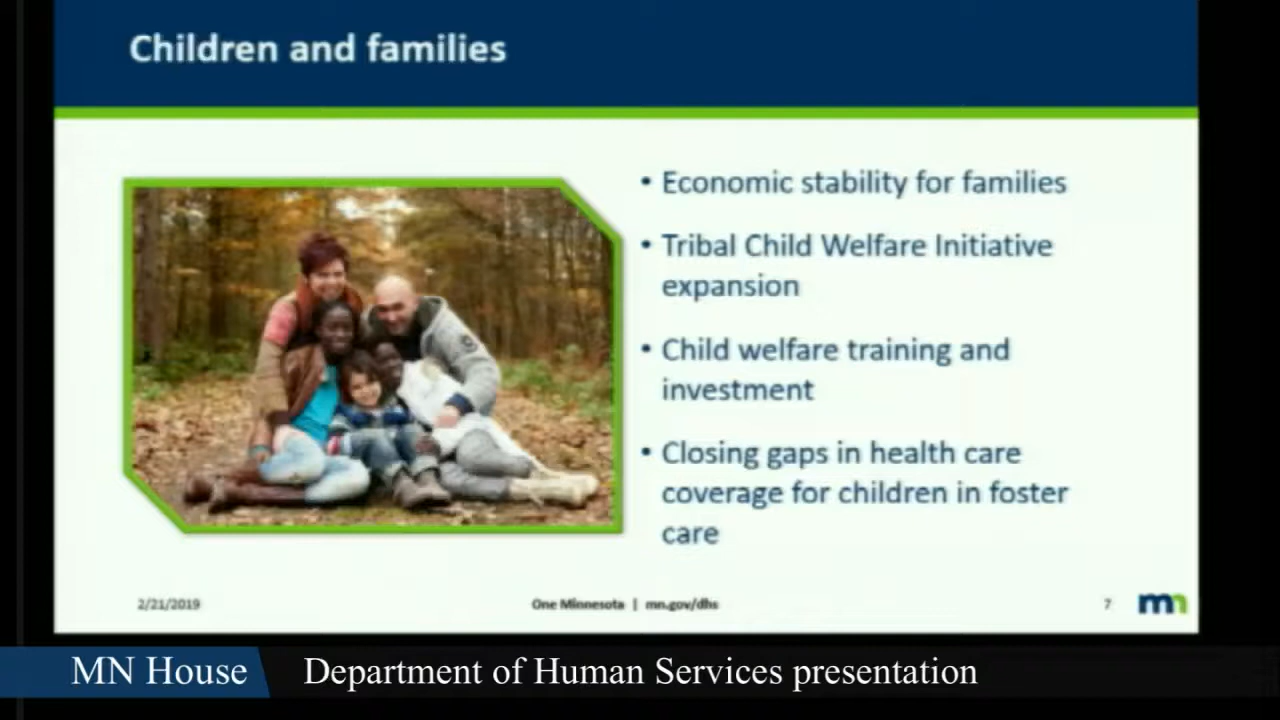 Children and families
• Economic stability for families
• Tribal Child Welfare Initiative
expansion
• Child welfare training and
investment
• Closing gaps in health care
coverage for children in foster
care
2/21/2019
One Minnesota | mn.gov/dhs
7
mn
MN House
Department of Human Services presentation